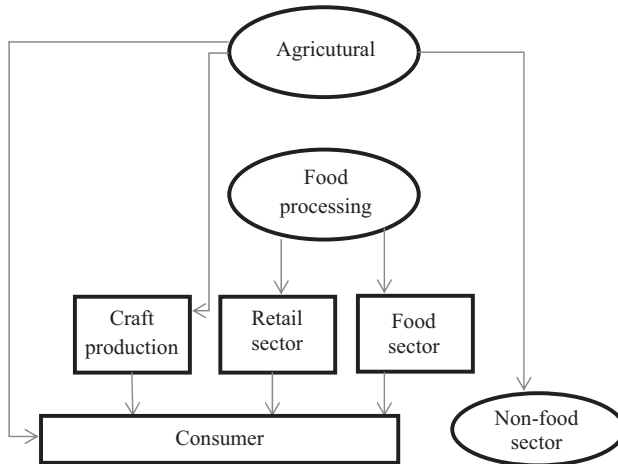 Agricutural
Food
processing
Craft
production
Retail
sector
Food
sector
Consumer
Non-food
sector